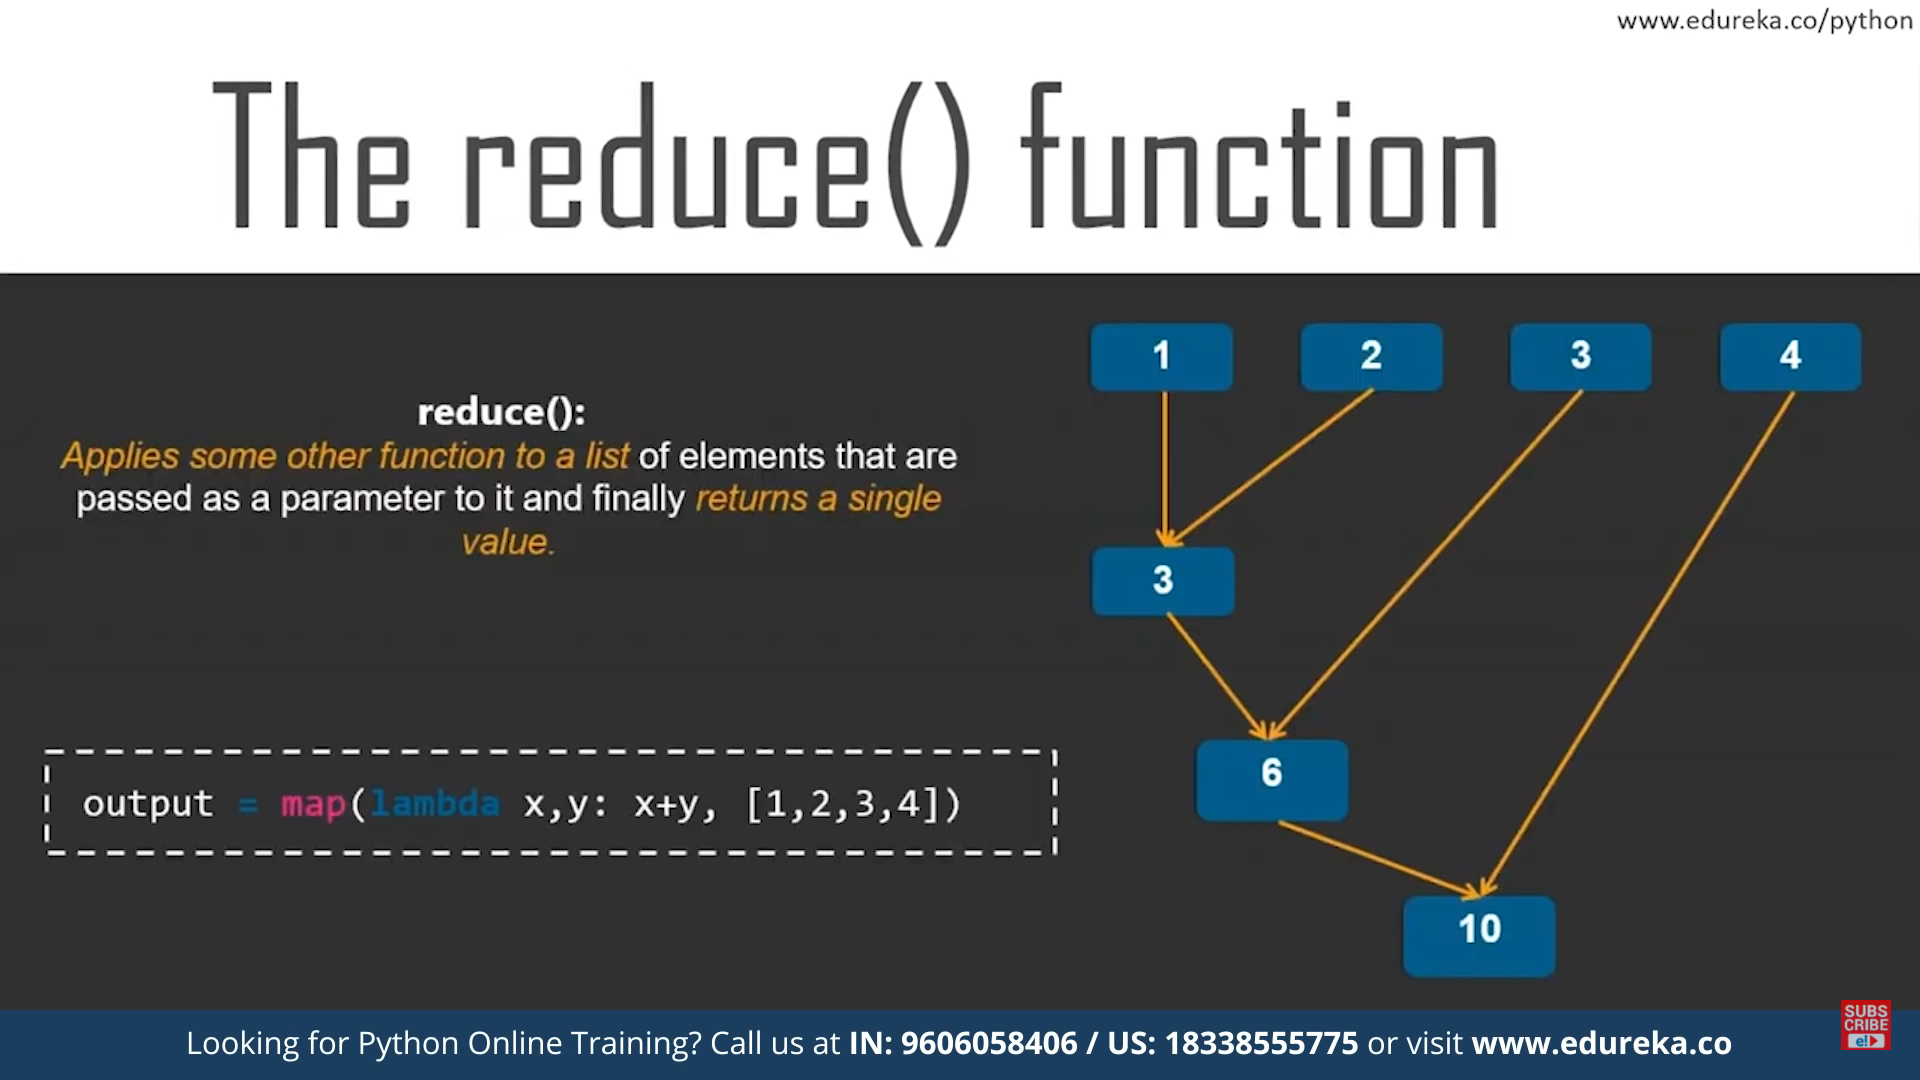 www.edureka.co/python
The reduce() function
reduce():
Applies some other function to a list of elements that are
passed as a parameter to it and finally returns a single
value.
output = map(lambda x,y: x+y, [1,2,3,4])
1 2 3 4
3
6
10
Looking for Python Online Training? Call us at IN: 9606058406 / US: 18338555775 or visit www.edureka.co
SUBS
CRIBE
e!